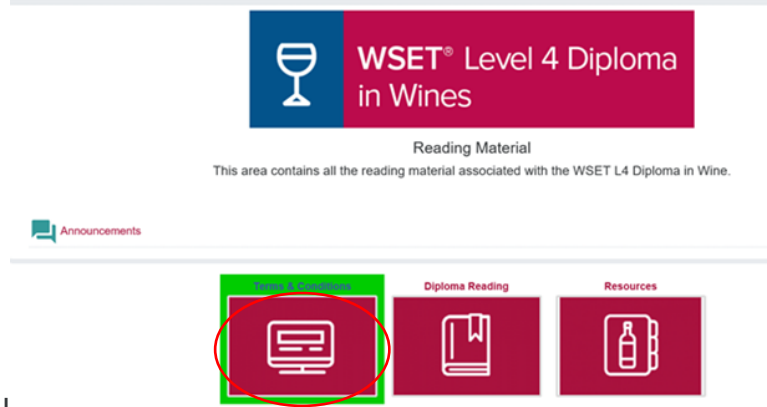 WSET® Level 4 Diploma
in Wines
Reading Material
This area contains all the reading material associated with the WSET L4 Diploma in Wine.
Announcements
Terms & Conditions
Diploma Reading
Resources